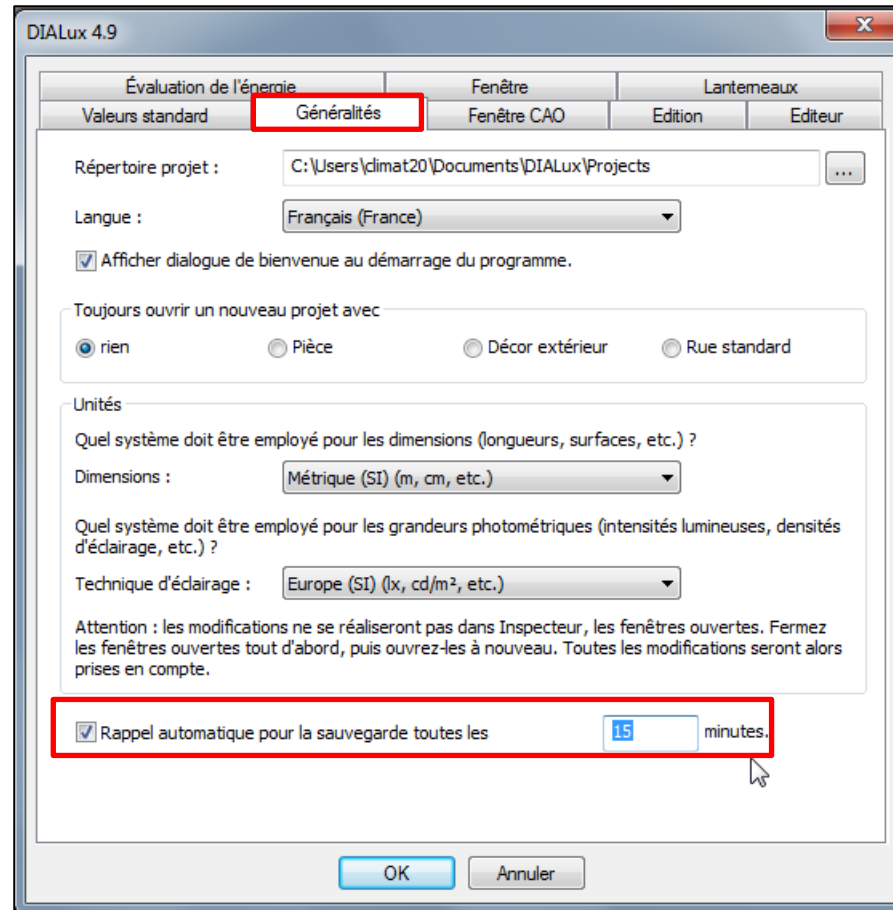 DIALux 4.9
Évaluation de l'énergie Fenêtre Lanterneaux
Valeurs standard Généralités Fenêtre CAO Edition Editeur
Répertoire projet : C:\Users\climat20\Documents\DIALux\Projects ...
Langue : Français (France)
Afficher dialogue de bienvenue au démarrage du programme.
Toujours ouvrir un nouveau projet avec
rien Pièce Décor extérieur Rue standard
Unités
Quel système doit être employé pour les dimensions (longueurs, surfaces, etc.) ?
Dimensions : Métrique (SI) (m, cm, etc.)
Quel système doit être employé pour les grandeurs photométriques (intensités lumineuses, densités
d'éclairage, etc.) ?
Technique d'éclairage : Europe (SI) (lx, cd/m², etc.)
Attention : les modifications ne se réaliseront pas dans Inspecteur, les fenêtres ouvertes. Fermez
les fenêtres ouvertes tout d'abord, puis ouvrez-les à nouveau. Toutes les modifications seront alors
prises en compte.
Rappel automatique pour la sauvegarde toutes les 15 minutes.
OK Annuler